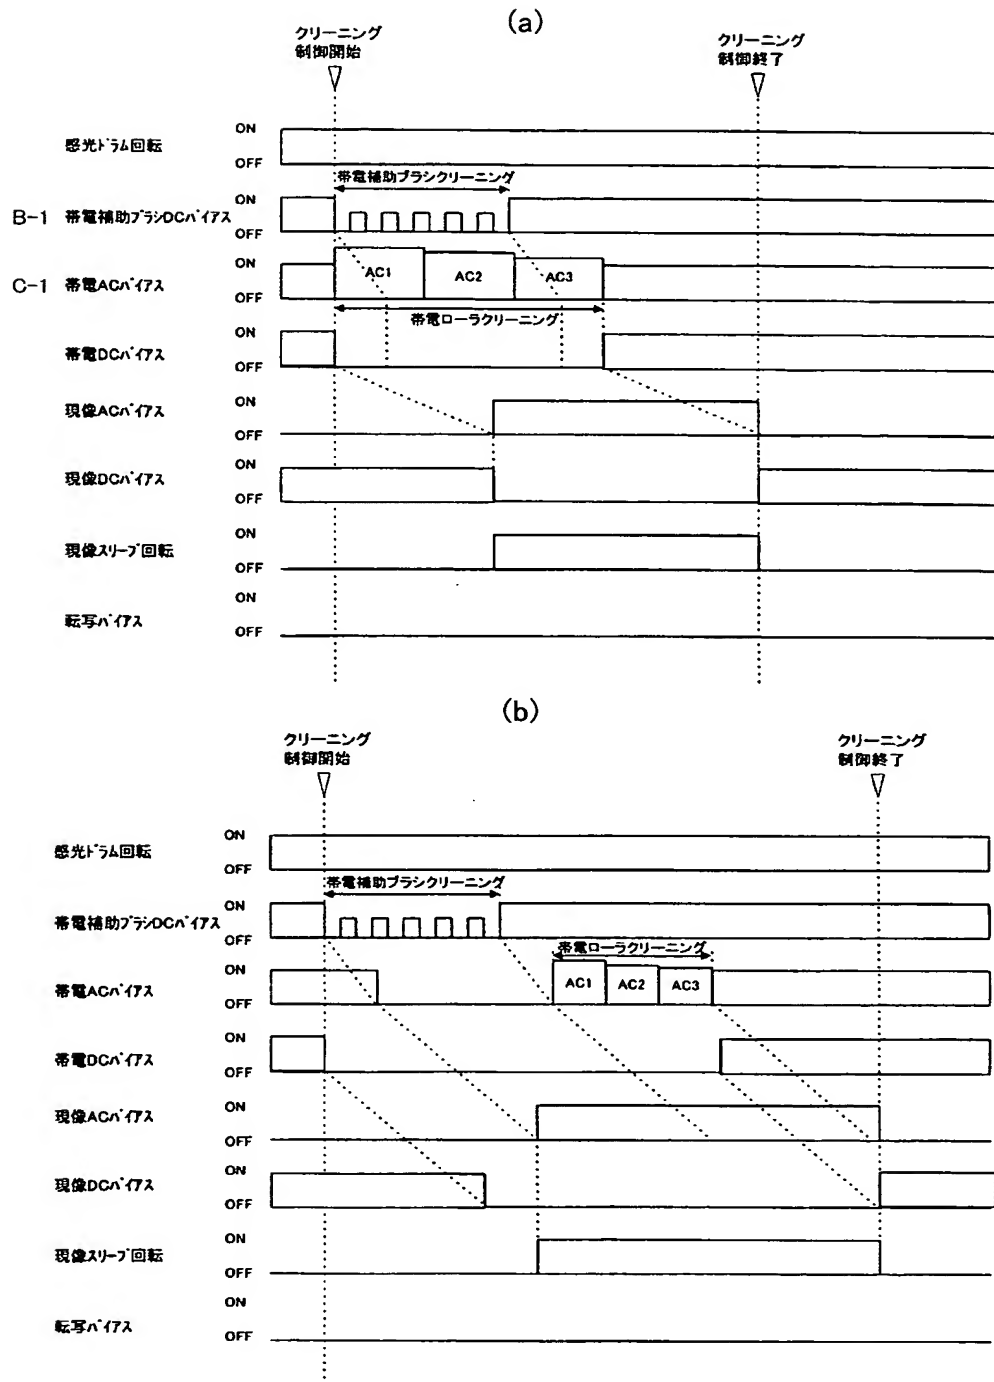 (a)
クリーニング
制御開始
クリーニング
制御終了
感光ドラム回転
ON
OFF
帯電補助ブラシクリーニング
B-1 帯電補助ブラシDCバイアス
ON
OFF
C-1 帯電ACバイアス
ON
OFF
AC1
AC2
AC3
帯電ローラクリーニング
帯電DCバイアス
ON
OFF
現像ACバイアス
ON
OFF
現像DCバイアス
ON
OFF
現像スリーブ回転
ON
OFF
転写バイアス
ON
OFF
(b)
クリーニング
制御開始
クリーニング
制御終了
感光ドラム回転
ON
OFF
帯電補助ブラシクリーニング
帯電補助ブラシDCバイアス
ON
OFF
帯電ローラクリーニング
帯電ACバイアス
ON
OFF
AC1
AC2
AC3
帯電DCバイアス
ON
OFF
現像ACバイアス
ON
OFF
現像DCバイアス
ON
OFF
現像スリーブ回転
ON
OFF
転写バイアス
ON
OFF